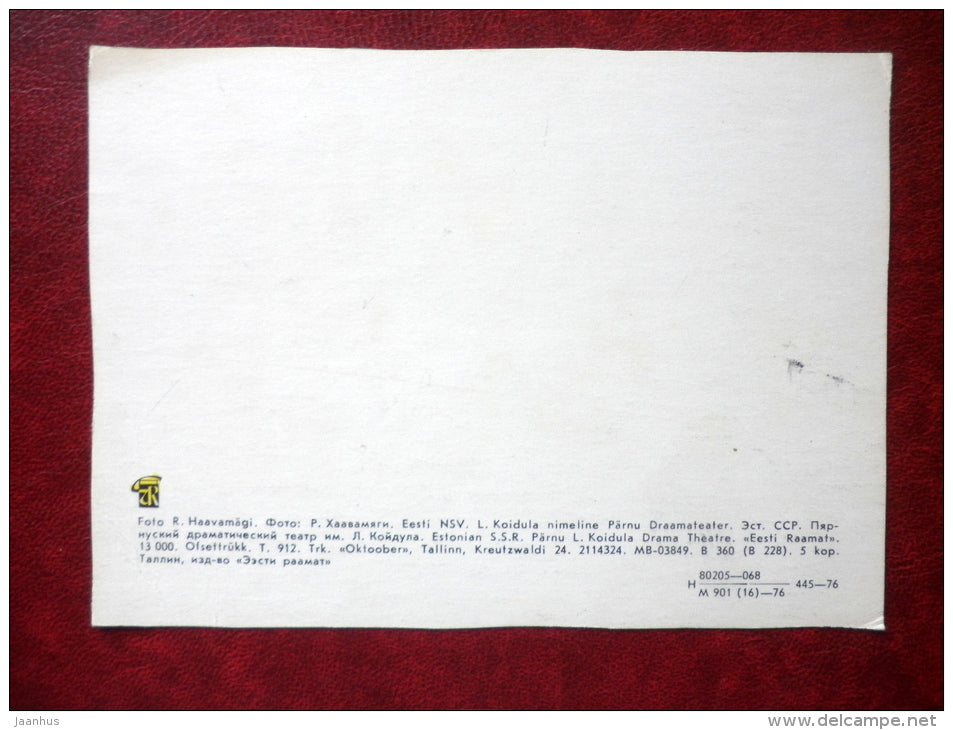 Foto R. Haavamägi. Фото: Р. Хаавамяги. Eesti NSV. L. Koidula nimeline Pärnu Draamateater. Эст. ССР. Пяр-
нуский драматический театр им. Л. Койдула. Estonian S.S.R. Pärnu L. Koidula Drama Theatre. «Eesti Raamat».
13 000. Ofsettrükk. T. 912. Trk. «Oktoober», Tallinn, Kreutzwaldi 24. 2114324. MB-03849. B 360 (B 228). 5 kop.
Таллин, изд-во «Ээсти раамат»
80205—068
Н 445—76
М 901 (16)—76
jaanhus
www.delcampe.net